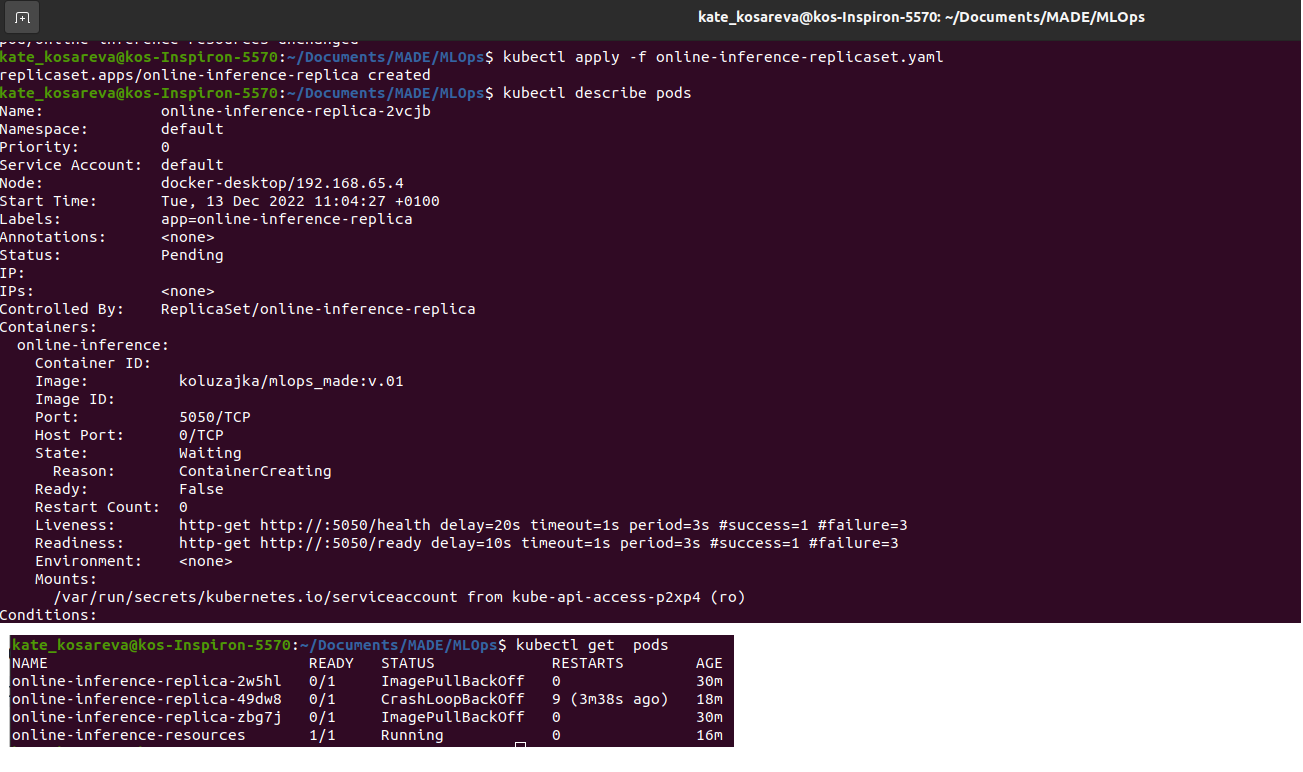 kate_kosareva@kos-Inspiron-5570: ~/Documents/MADE/MLOps
pod/online-inference-resources unchanged
kate_kosareva@kos-Inspiron-5570:~/Documents/MADE/MLOps$ kubectl apply -f online-inference-replicaset.yaml
replicaset.apps/online-inference-replica created
kate_kosareva@kos-Inspiron-5570:~/Documents/MADE/MLOps$ kubectl describe pods
Name:             online-inference-replica-2vcjb
Namespace:        default
Priority:         0
Service Account:  default
Node:             docker-desktop/192.168.65.4
Start Time:       Tue, 13 Dec 2022 11:04:27 +0100
Labels:           app=online-inference-replica
Annotations:      <none>
Status:           Pending
IP:
IPs:              <none>
Controlled By:    ReplicaSet/online-inference-replica
Containers:
  online-inference:
    Container ID:
    Image:          koluzajka/mlops_made:v.01
    Image ID:
    Port:           5050/TCP
    Host Port:      0/TCP
    State:          Waiting
      Reason:       ContainerCreating
    Ready:          False
    Restart Count:  0
    Liveness:       http-get http://:5050/health delay=20s timeout=1s period=3s #success=1 #failure=3
    Readiness:      http-get http://:5050/ready delay=10s timeout=1s period=3s #success=1 #failure=3
    Environment:    <none>
    Mounts:
      /var/run/secrets/kubernetes.io/serviceaccount from kube-api-access-p2xp4 (ro)
Conditions:
kate_kosareva@kos-Inspiron-5570:~/Documents/MADE/MLOps$ kubectl get  pods
NAME                             READY   STATUS             RESTARTS        AGE
online-inference-replica-2w5hl   0/1     ImagePullBackOff   0               30m
online-inference-replica-49dw8   0/1     CrashLoopBackOff   9 (3m38s ago)   18m
online-inference-replica-zbg7j   0/1     ImagePullBackOff   0               30m
online-inference-resources       1/1     Running            0               16m